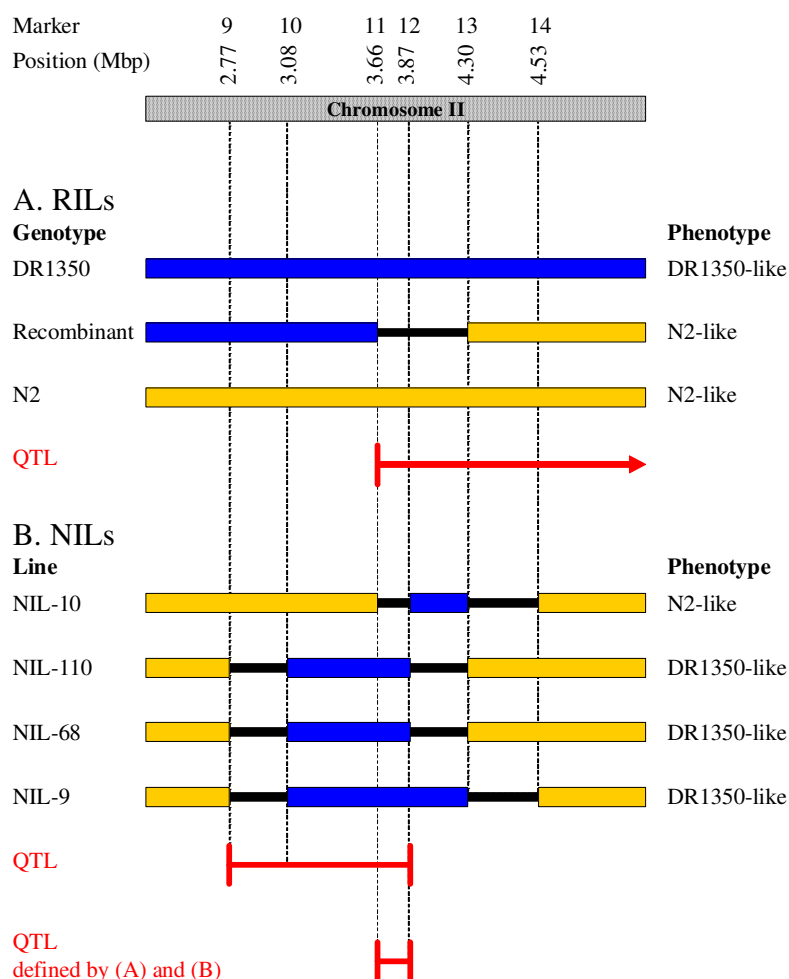 Marker 9 10 11 12 13 14
Position (Mbp) 2.77 3.08 3.66 3.87 4.30 4.53
Chromosome II
A. RILs
Genotype Phenotype
DR1350 DR1350-like
Recombinant N2-like
N2 N2-like
QTL
B. NILs
Line Phenotype
NIL-10 N2-like
NIL-110 DR1350-like
NIL-68 DR1350-like
NIL-9 DR1350-like
QTL
QTL
defined by (A) and (B)